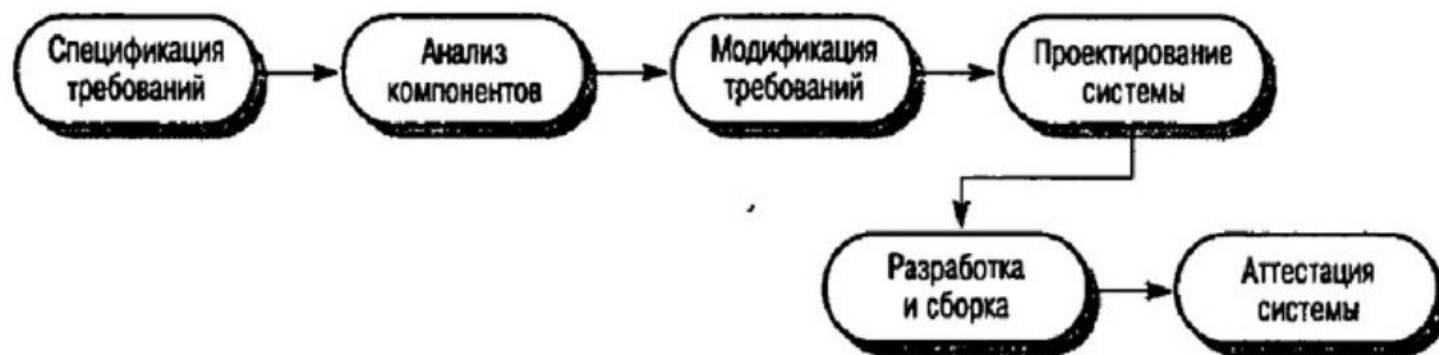 Спецификация
требований
Анализ
компонентов
Модификация
требований
Проектирование
системы
Разработка
и сборка
Аттестация
системы